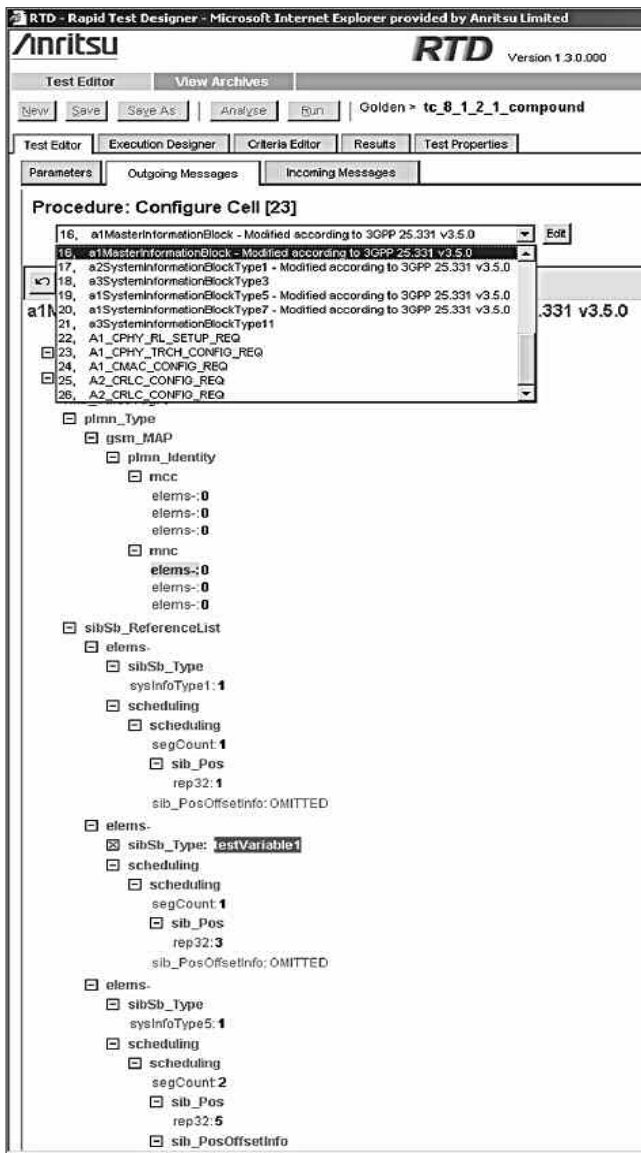 RTD - Rapid Test Designer - Microsoft Internet Explorer provided by Anritsu Limited
Anritsu RTD Version 1.3.0.000
Test Editor View Archives
New Save Save As Analyse Run Golden > tc_8_1_2_1_compound
Test Editor Execution Designer Criteria Editor Results Test Properties
Parameters Outgoing Messages Incoming Messages
Procedure: Configure Cell [23]
16, a1MasterInformationBlock - Modified according to 3GPP 25.331 v3.5.0 Edit
16, a1MasterInformationBlock - Modified according to 3GPP 25.331 v3.5.0
17, a2SystemInformationBlockType1 - Modified according to 3GPP 25.331 v3.5.0
18, a3SystemInformationBlockType3
19, a1SystemInformationBlockType5 - Modified according to 3GPP 25.331 v3.5.0
20, a1SystemInformationBlockType7 - Modified according to 3GPP 25.331 v3.5.0
a1M .331 v3.5.0
21, a3SystemInformationBlockType11
22, A1_CPHY_RL_SETUP_REQ
23, A1_CPHY_TRCH_CONFIG_REQ
24, A1_CMAC_CONFIG_REQ
25, A2_CRLC_CONFIG_REQ
26, A2_CRLC_CONFIG_REQ
plmn_Type
gsm_MAP
plmn_Identity
mcc
elems-:0
elems-:0
elems-:0
mnc
elems-:0
elems-:0
elems-:0
sibSb_ReferenceList
elems-
sibSb_Type
sysInfoType1:1
scheduling
scheduling
segCount:1
sib_Pos
rep32:1
sib_PosOffsetInfo:OMITTED
elems-
sibSb_Type: testVariable1
scheduling
scheduling
segCount:1
sib_Pos
rep32:3
sib_PosOffsetInfo:OMITTED
elems-
sibSb_Type
sysInfoType5:1
scheduling
scheduling
segCount:2
sib_Pos
rep32:5
sib_PosOffsetInfo